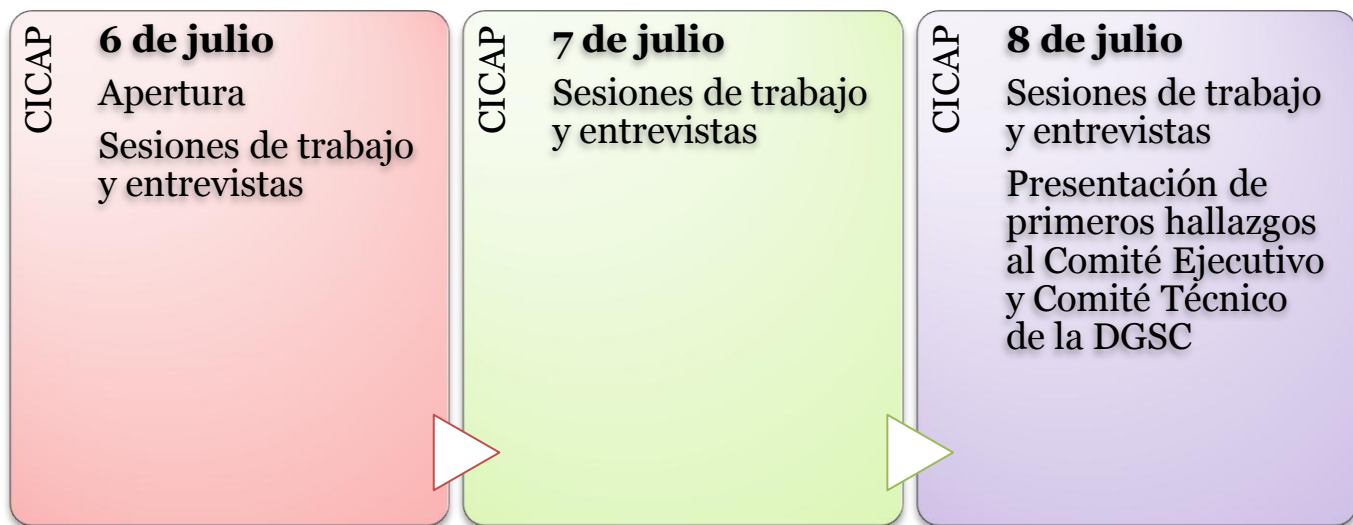 CICAP
6 de julio
Apertura
Sesiones de trabajo
y entrevistas
CICAP
7 de julio
Sesiones de trabajo
y entrevistas
CICAP
8 de julio
Sesiones de trabajo
y entrevistas
Presentación de
primeros hallazgos
al Comité Ejecutivo
y Comité Técnico
de la DGSC